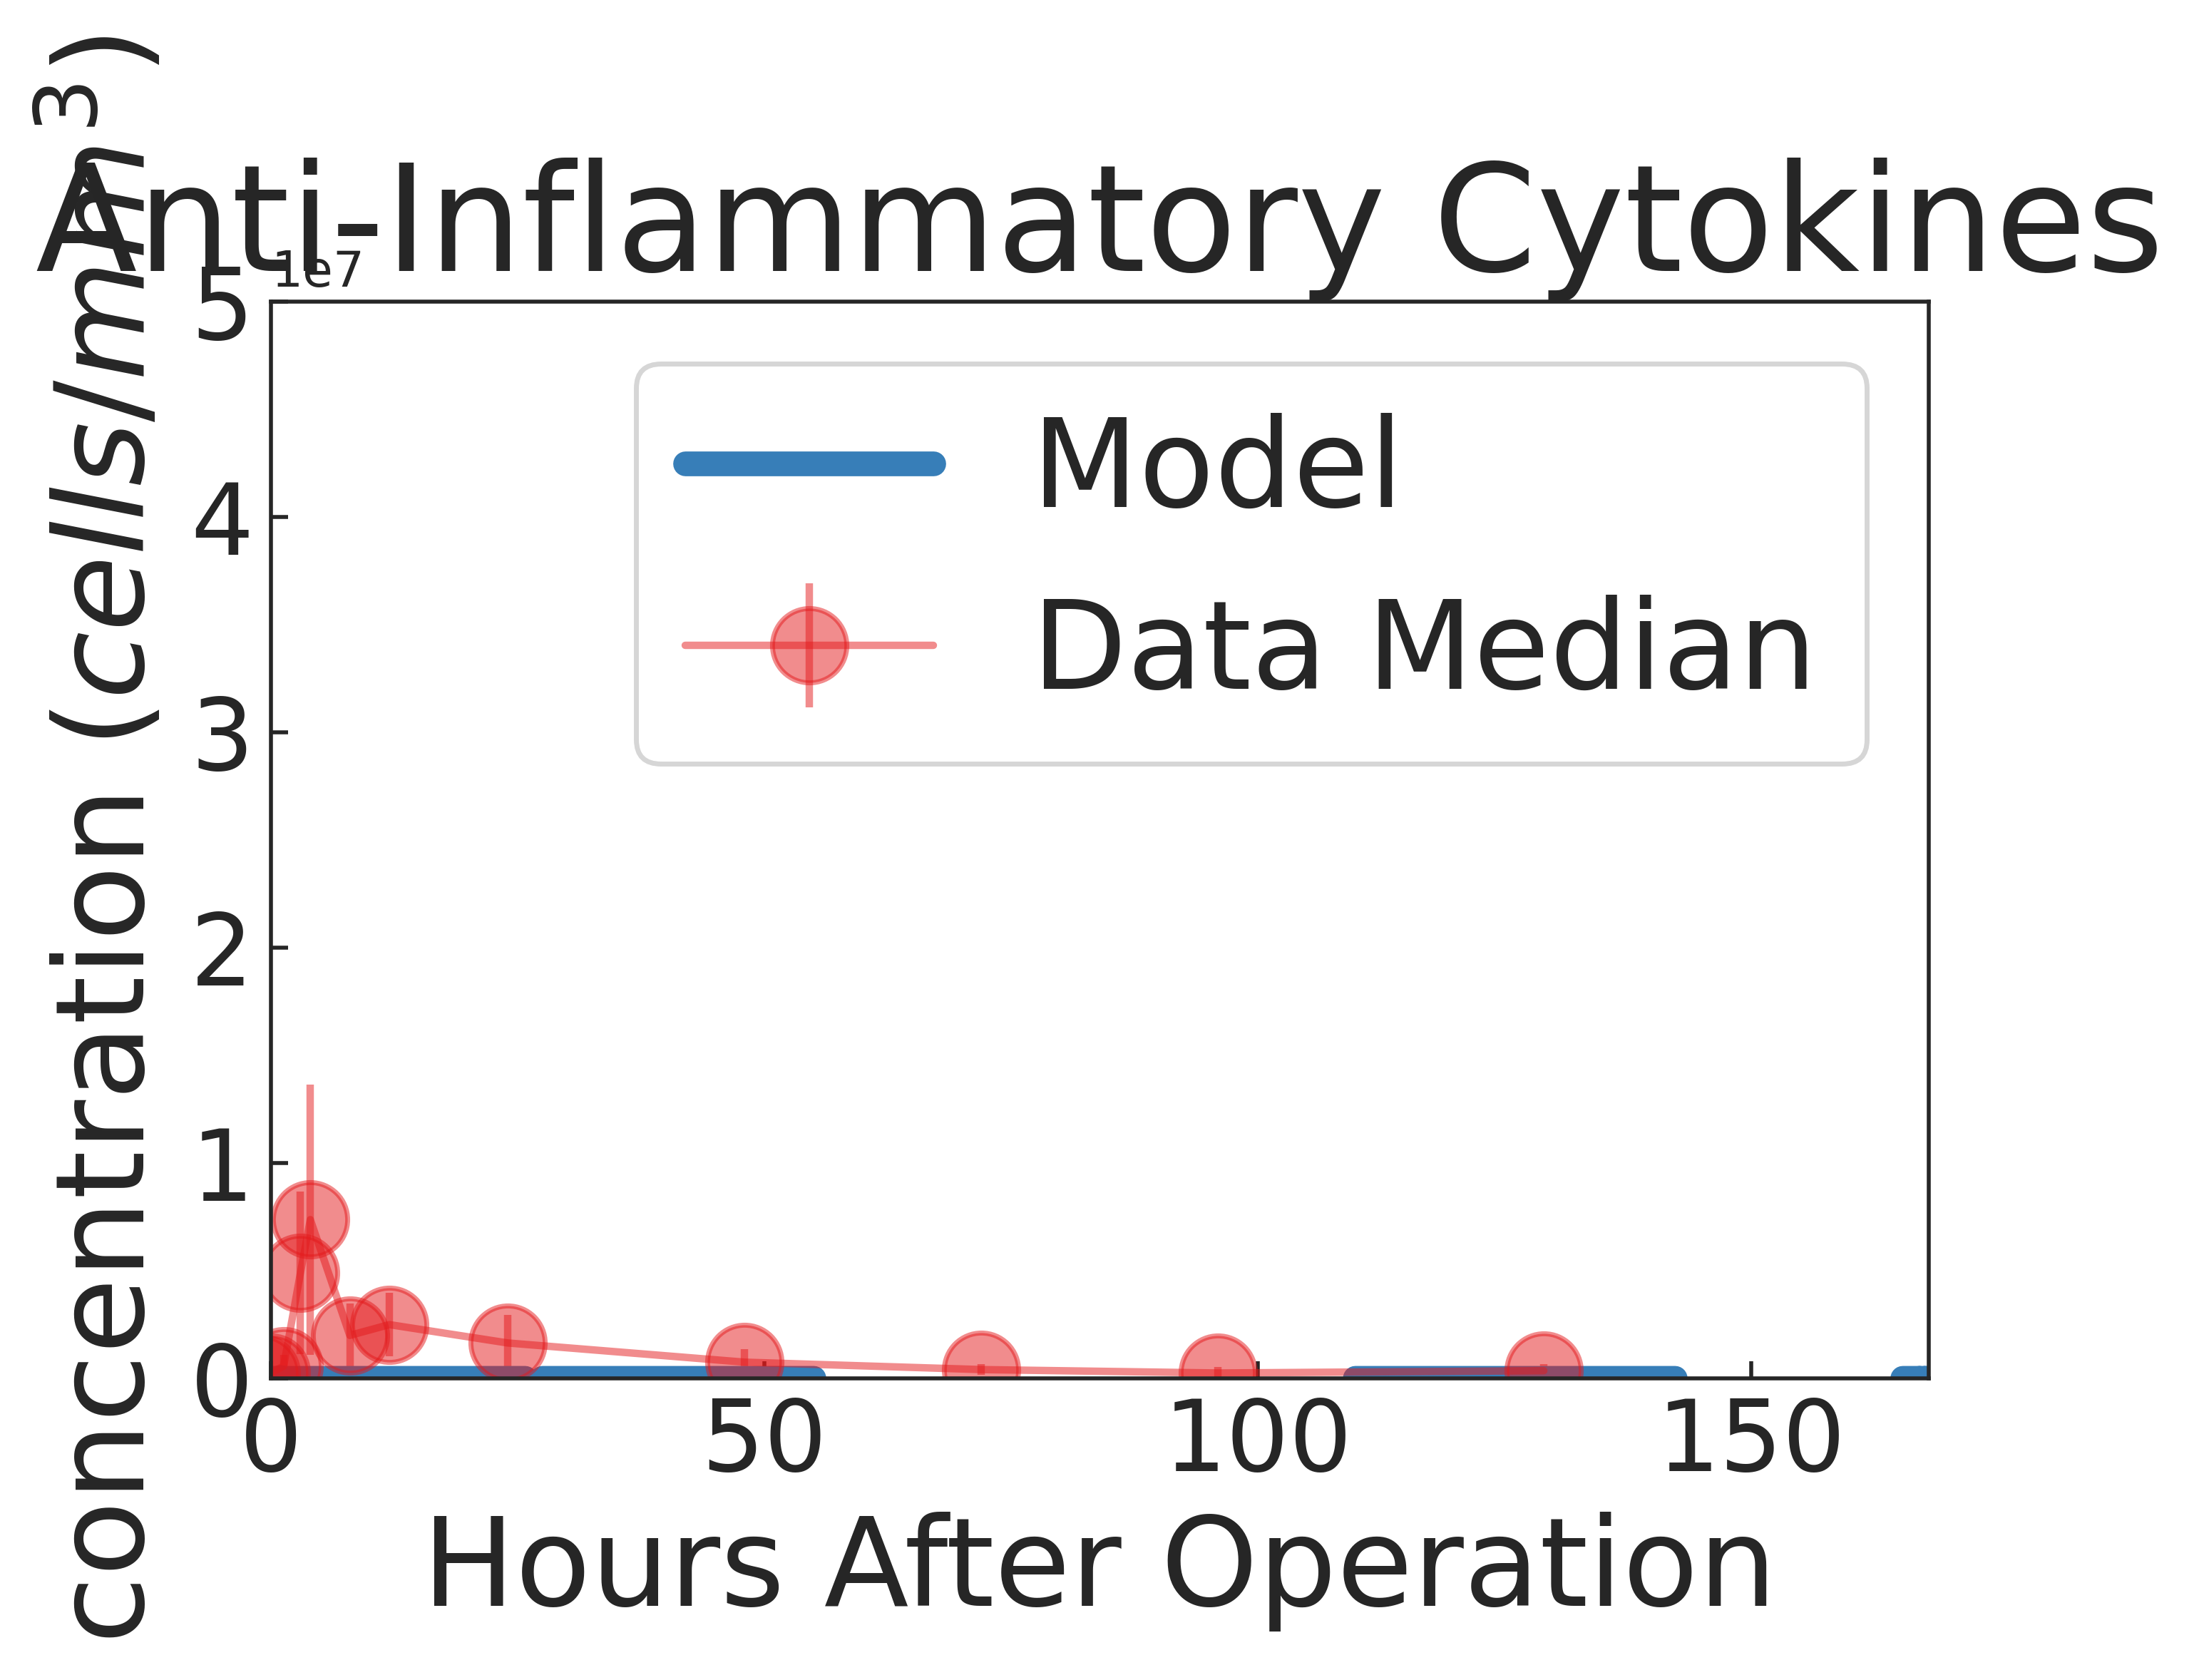 Anti-Inflammatory Cytokines
1e7
concentration (cells/mm³)
5
4
3
2
1
0
Model
Data Median
0 50 100 150
Hours After Operation